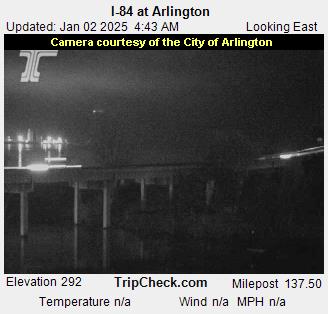 I-84 at Arlington
Updated: Jan 02 2025 4:43 AM Looking East
Camera courtesy of the City of Arlington
Elevation 292 TripCheck.com Milepost 137.50
Temperature n/a Wind n/a MPH n/a